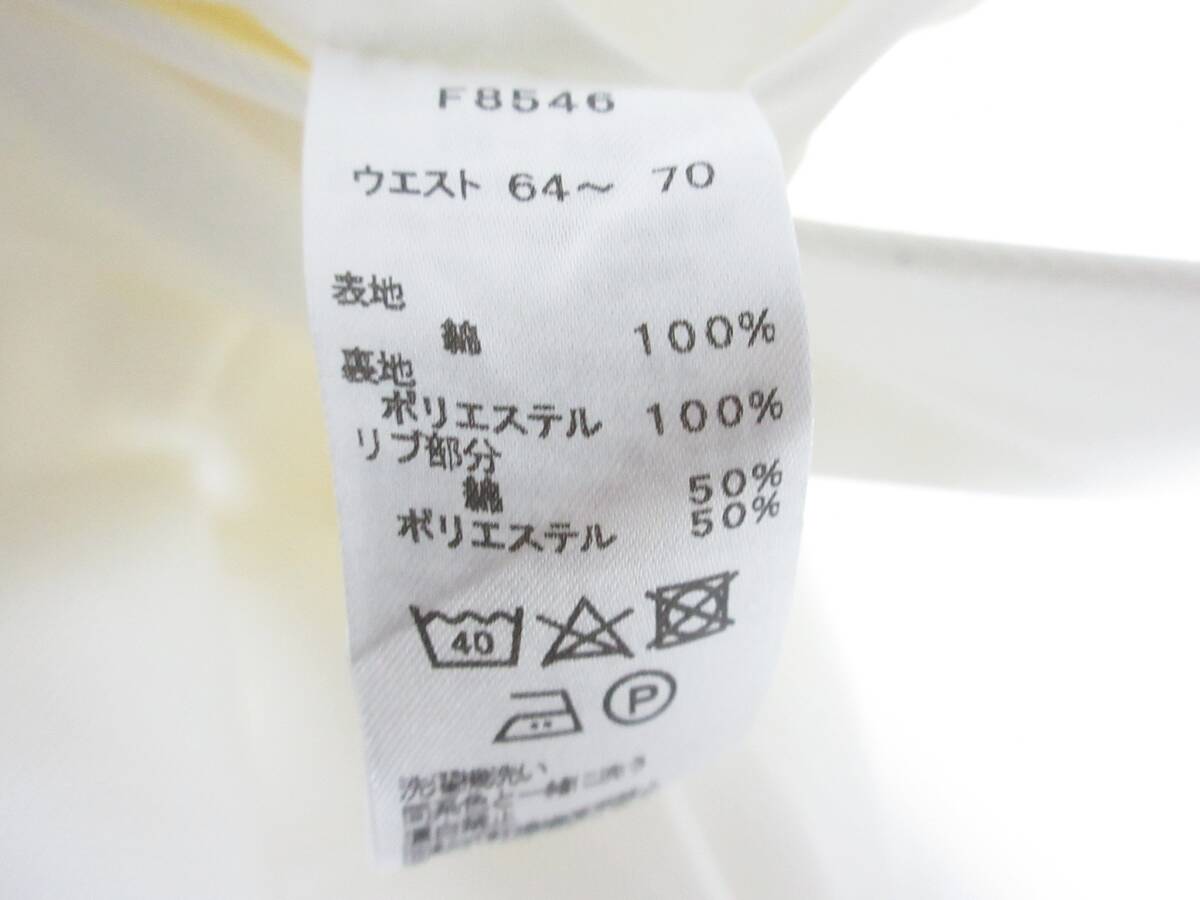 F8546
ウエスト 64～ 70
表地
綿 100%
裏地
ポリエステル 100%
リブ部分
綿 50%
ポリエステル 50%
40
P